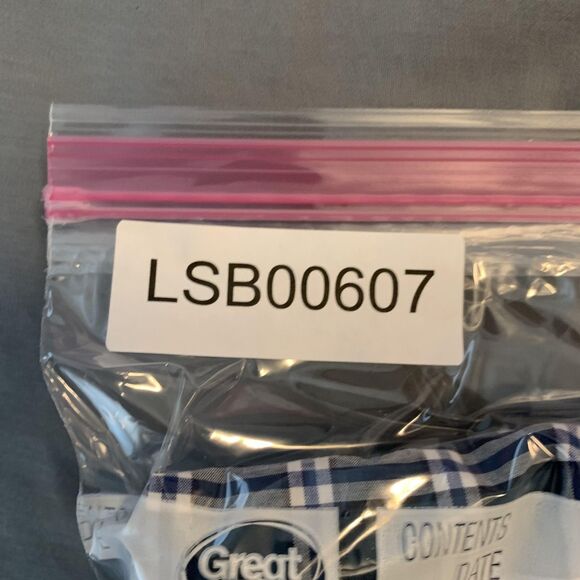 LSB00607
Great
CONTENTS
DATE